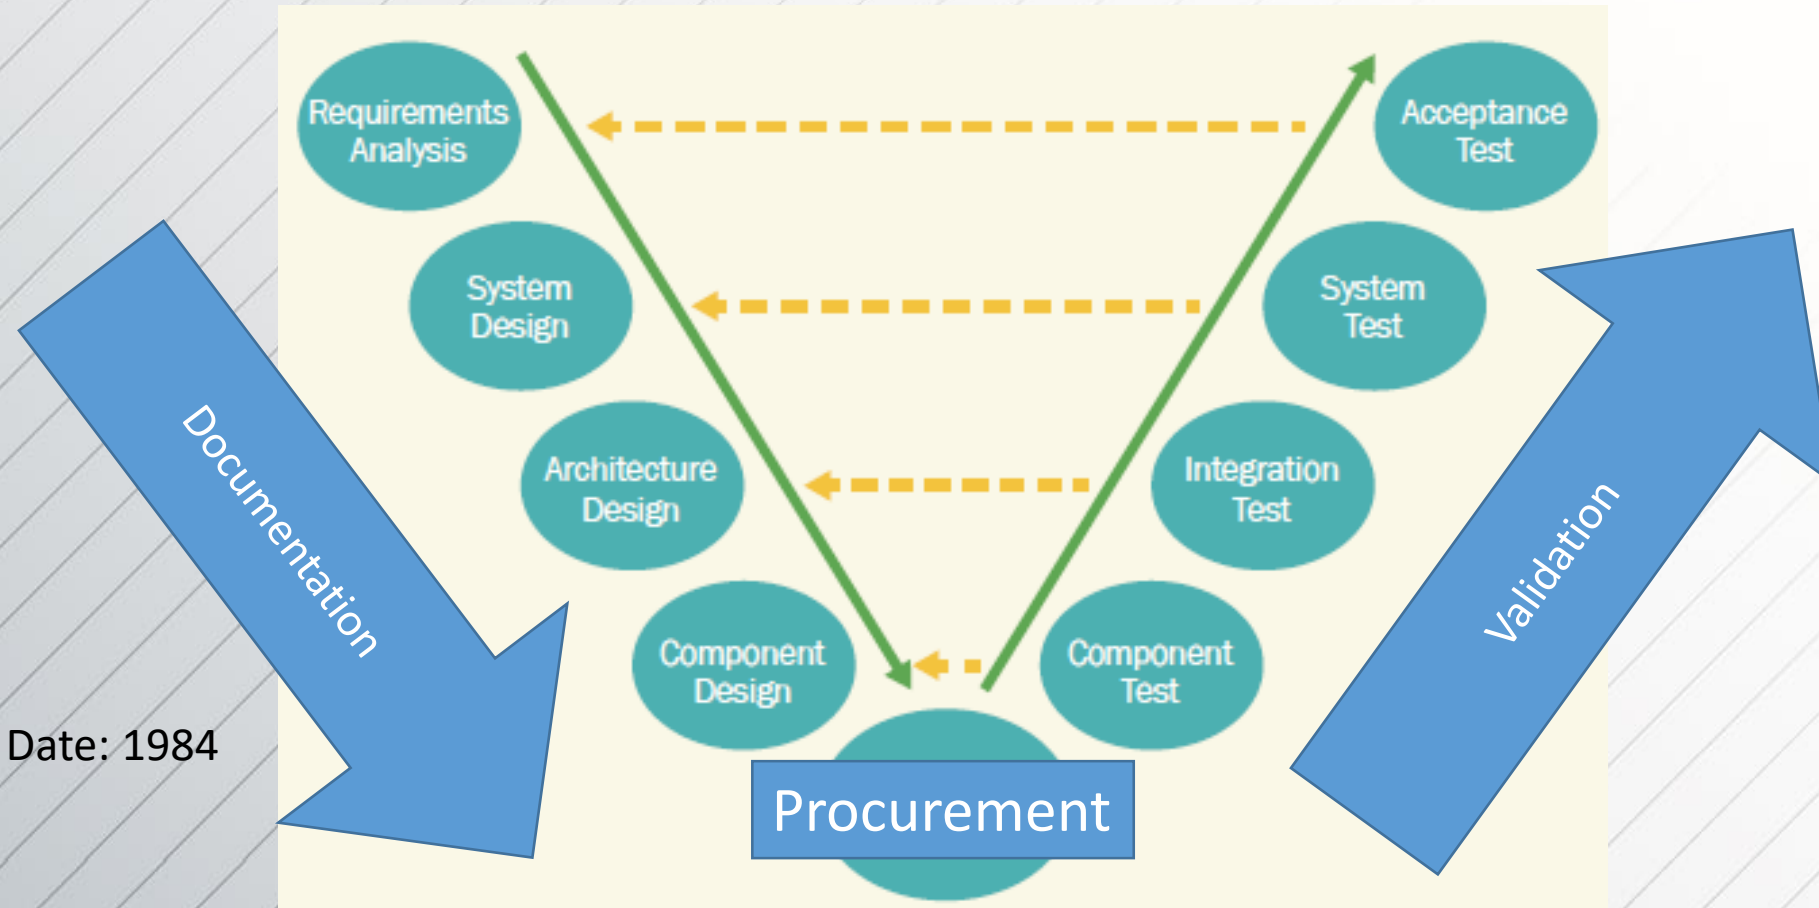 Requirements
Analysis
Acceptance
Test
System
Design
System
Test
Architecture
Design
Integration
Test
Documentation
Validation
Component
Design
Component
Test
Date: 1984
Procurement